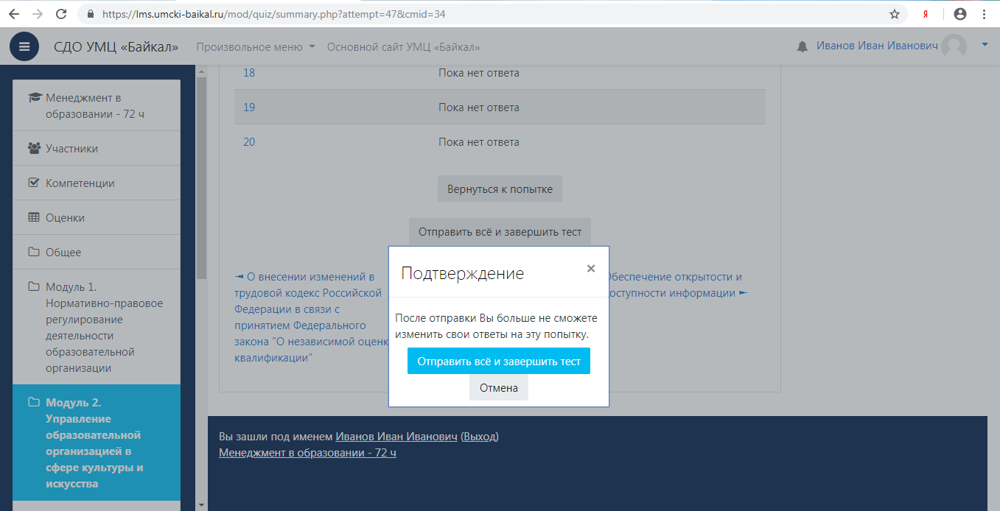 https://lms.umcki-baikal.ru/mod/quiz/summary.php?attempt=47&cmid=34
Я
СДО УМЦ «Байкал»
Произвольное меню
Основной сайт УМЦ «Байкал»
Иванов Иван Иванович
Менеджмент в
образовании - 72 ч
Участники
Компетенции
Оценки
Общее
Модуль 1.
Нормативно-правовое
регулирование
деятельности
образовательной
организации
Модуль 2.
Управление
образовательной
организацией в
сфере культуры и
искусства
18 Пока нет ответа
19 Пока нет ответа
20 Пока нет ответа
Вернуться к попытке
Отправить всё и завершить тест
◄ О внесении изменений в
трудовой кодекс Российской
Федерации в связи с
принятием Федерального
закона "О независимой оценк
квалификации"
Подтверждение
×
После отправки Вы больше не сможете
изменить свои ответы на эту попытку.
Отправить всё и завершить тест
Отмена
Обеспечение открытости и
оступности информации ►
Вы зашли под именем Иванов Иван Иванович (Выход)
Менеджмент в образовании - 72 ч